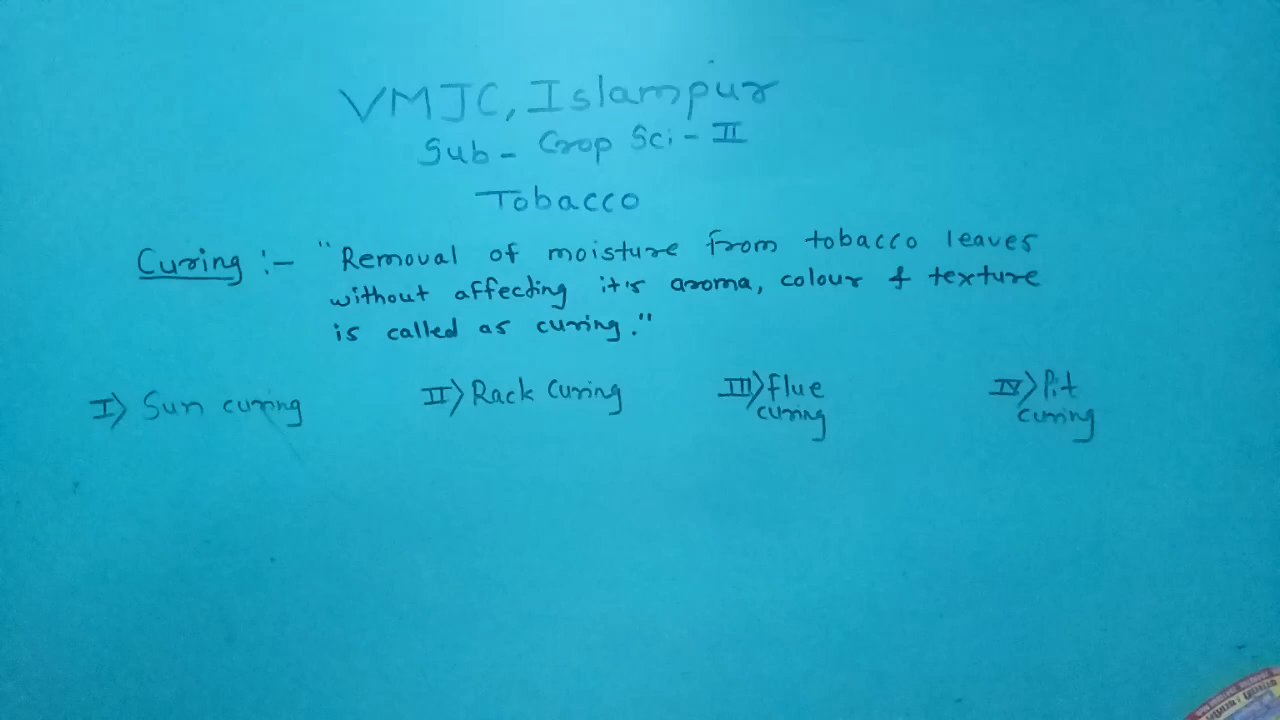 VMJC, Islampur
Sub - Crop Sci - II
Tobacco
Curing :- "Removal of moisture from tobacco leaves
without affecting it's aroma, colour & texture
is called as curing."
I) Sun curing II) Rack Curing III) Flue curing IV) Pit curing